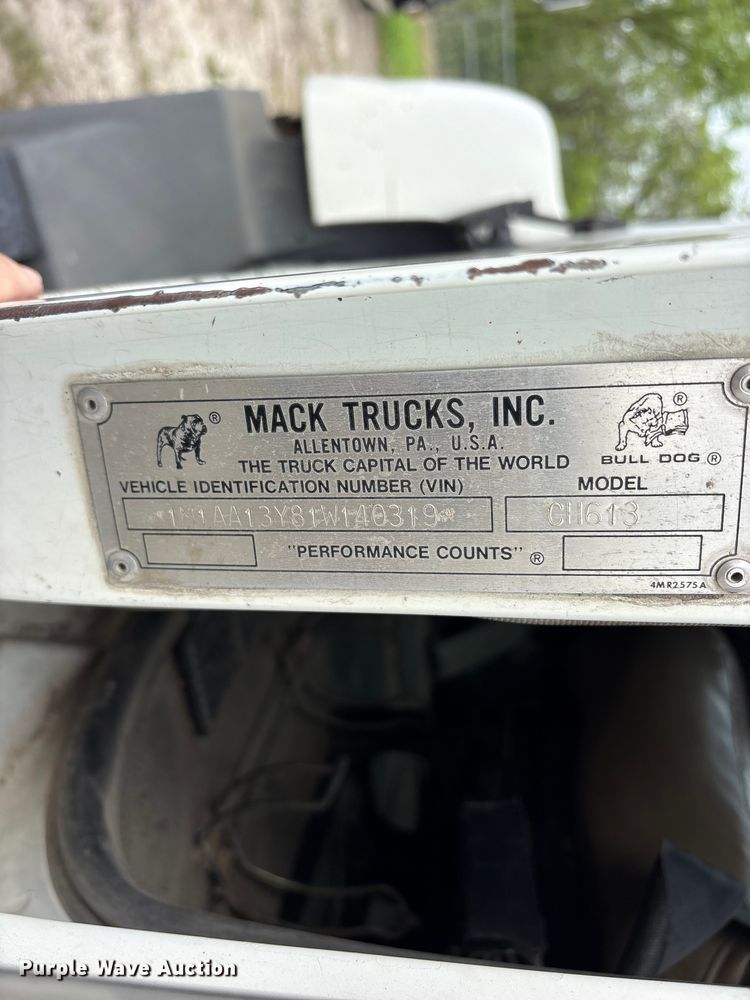 MACK TRUCKS, INC.
ALLENTOWN, PA., U.S.A.
THE TRUCK CAPITAL OF THE WORLD
BULL DOG ®
VEHICLE IDENTIFICATION NUMBER (VIN) MODEL
*1M1AA13Y81W140319* CH613
"PERFORMANCE COUNTS" ®
4MR2575A
Purple Wave Auction